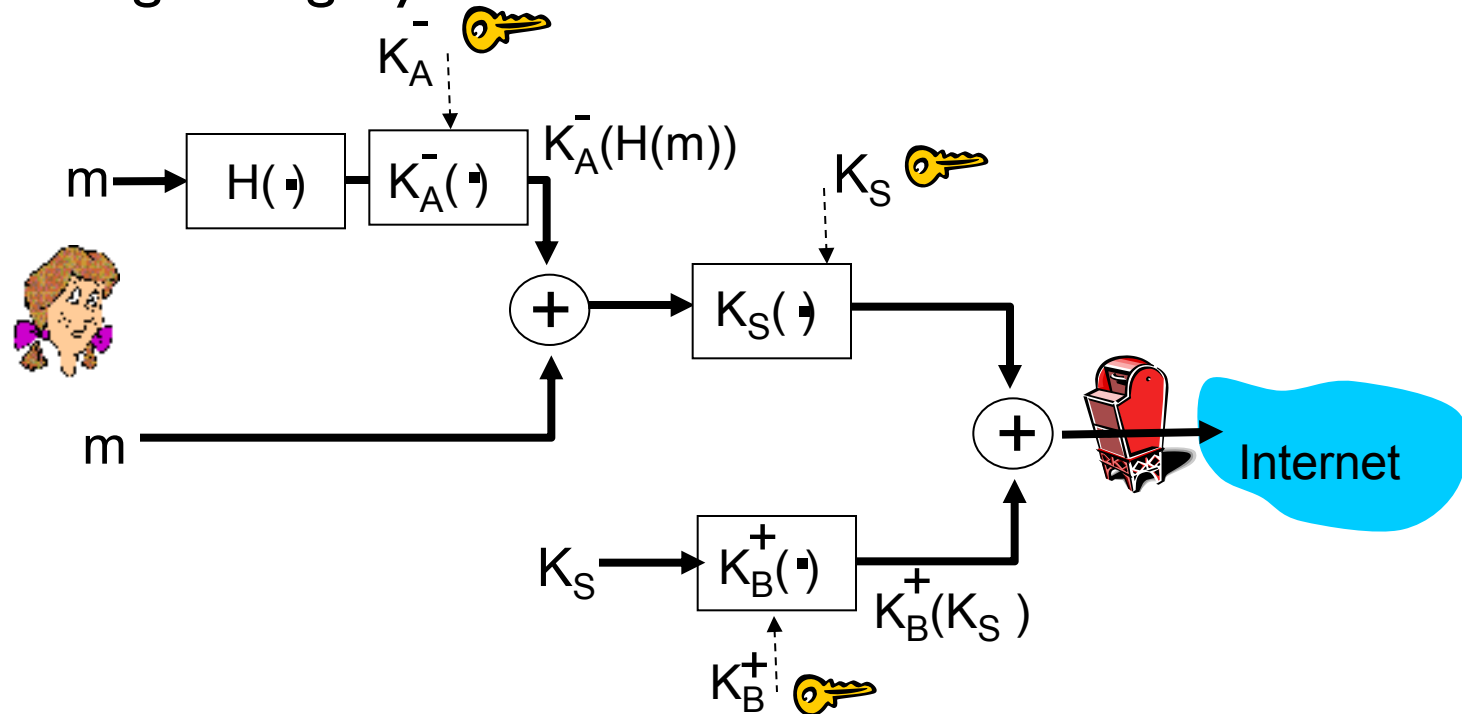 K_A^-
m H(·) K_A^-(·) K_A^-(H(m))
K_S
+ K_S(·)
m
+ Internet
K_S K_B^+(·) K_B^+(K_S )
K_B^+